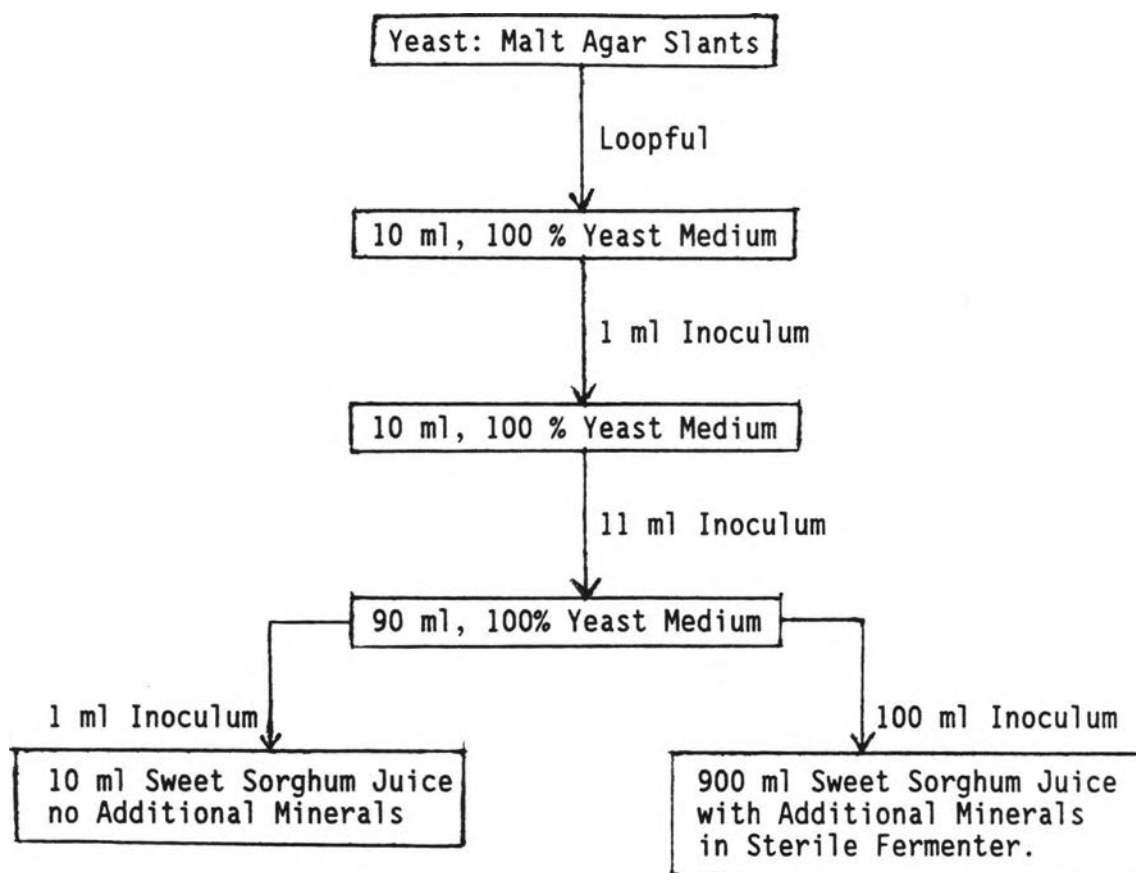 Yeast: Malt Agar Slants
Loopful
10 ml, 100 % Yeast Medium
1 ml Inoculum
10 ml, 100 % Yeast Medium
11 ml Inoculum
90 ml, 100% Yeast Medium
1 ml Inoculum
100 ml Inoculum
10 ml Sweet Sorghum Juice
no Additional Minerals
900 ml Sweet Sorghum Juice
with Additional Minerals
in Sterile Fermenter.